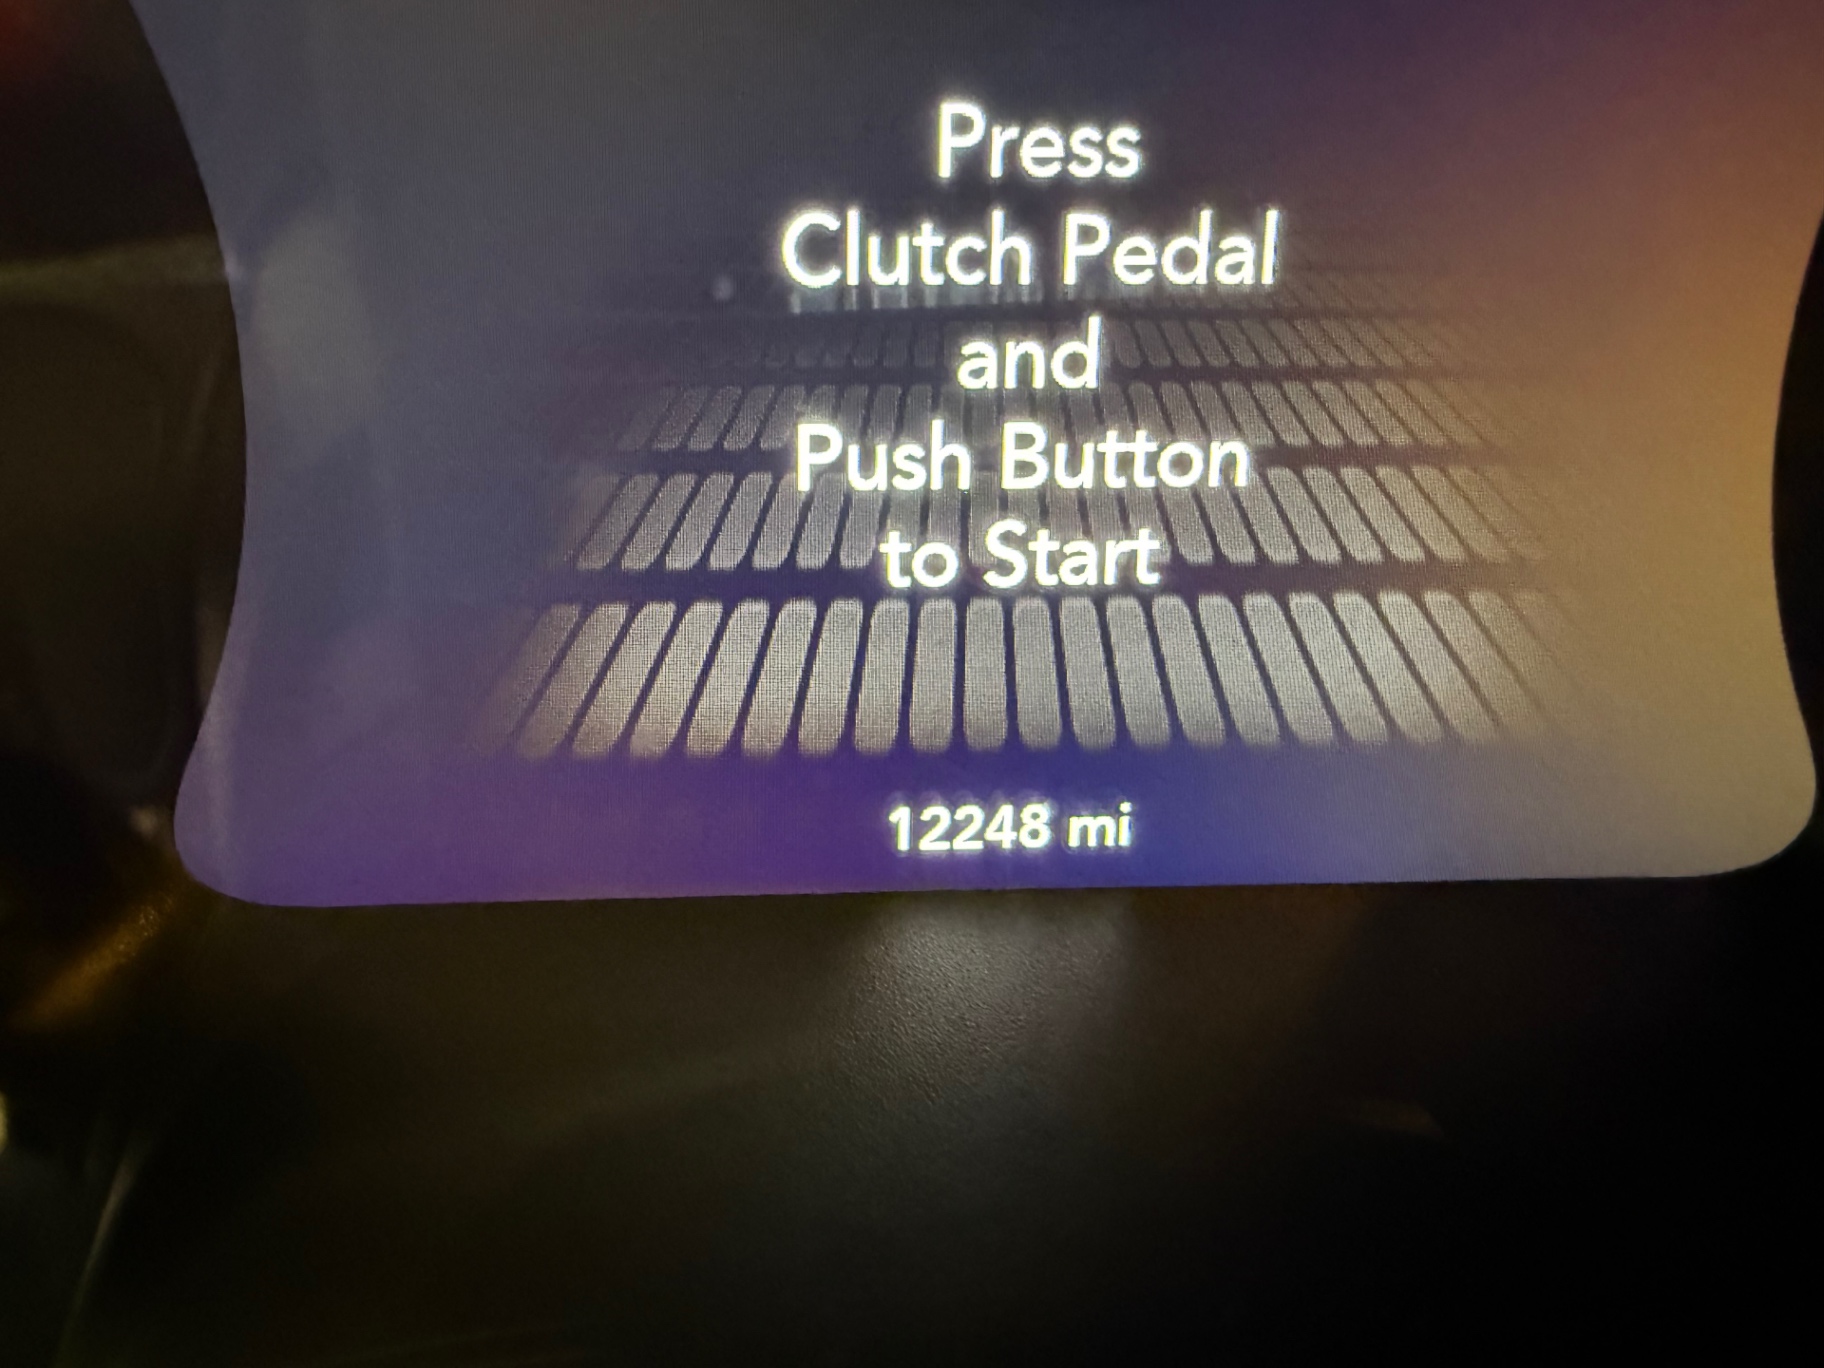 Press
Clutch Pedal
and
Push Button
to Start
12248 mi